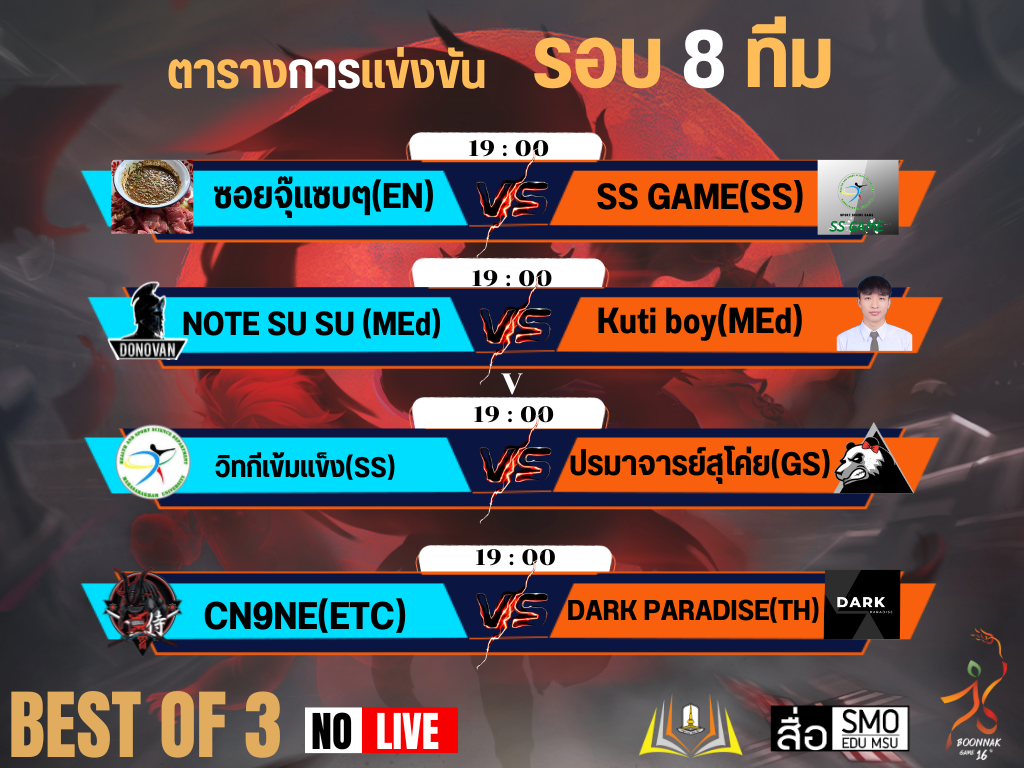 ตารางการแข่งขัน รอบ 8 ทีม
19 : 00
ซอยจุ๊แซบๆ(EN) VS SS GAME(SS)
SS GAME
19 : 00
NOTE SU SU (MEd) VS Kuti boy(MEd)
DONOVAN
V
19 : 00
วิทกีเข้มแข็ง(SS) VS ปรมาจารย์สุโค่ย(GS)
19 : 00
CN9NE(ETC) VS DARK PARADISE(TH)
DARK
PARADISE
BEST OF 3
NO LIVE
สื่อ SMO
EDU MSU
BOONNAK
GAME 16